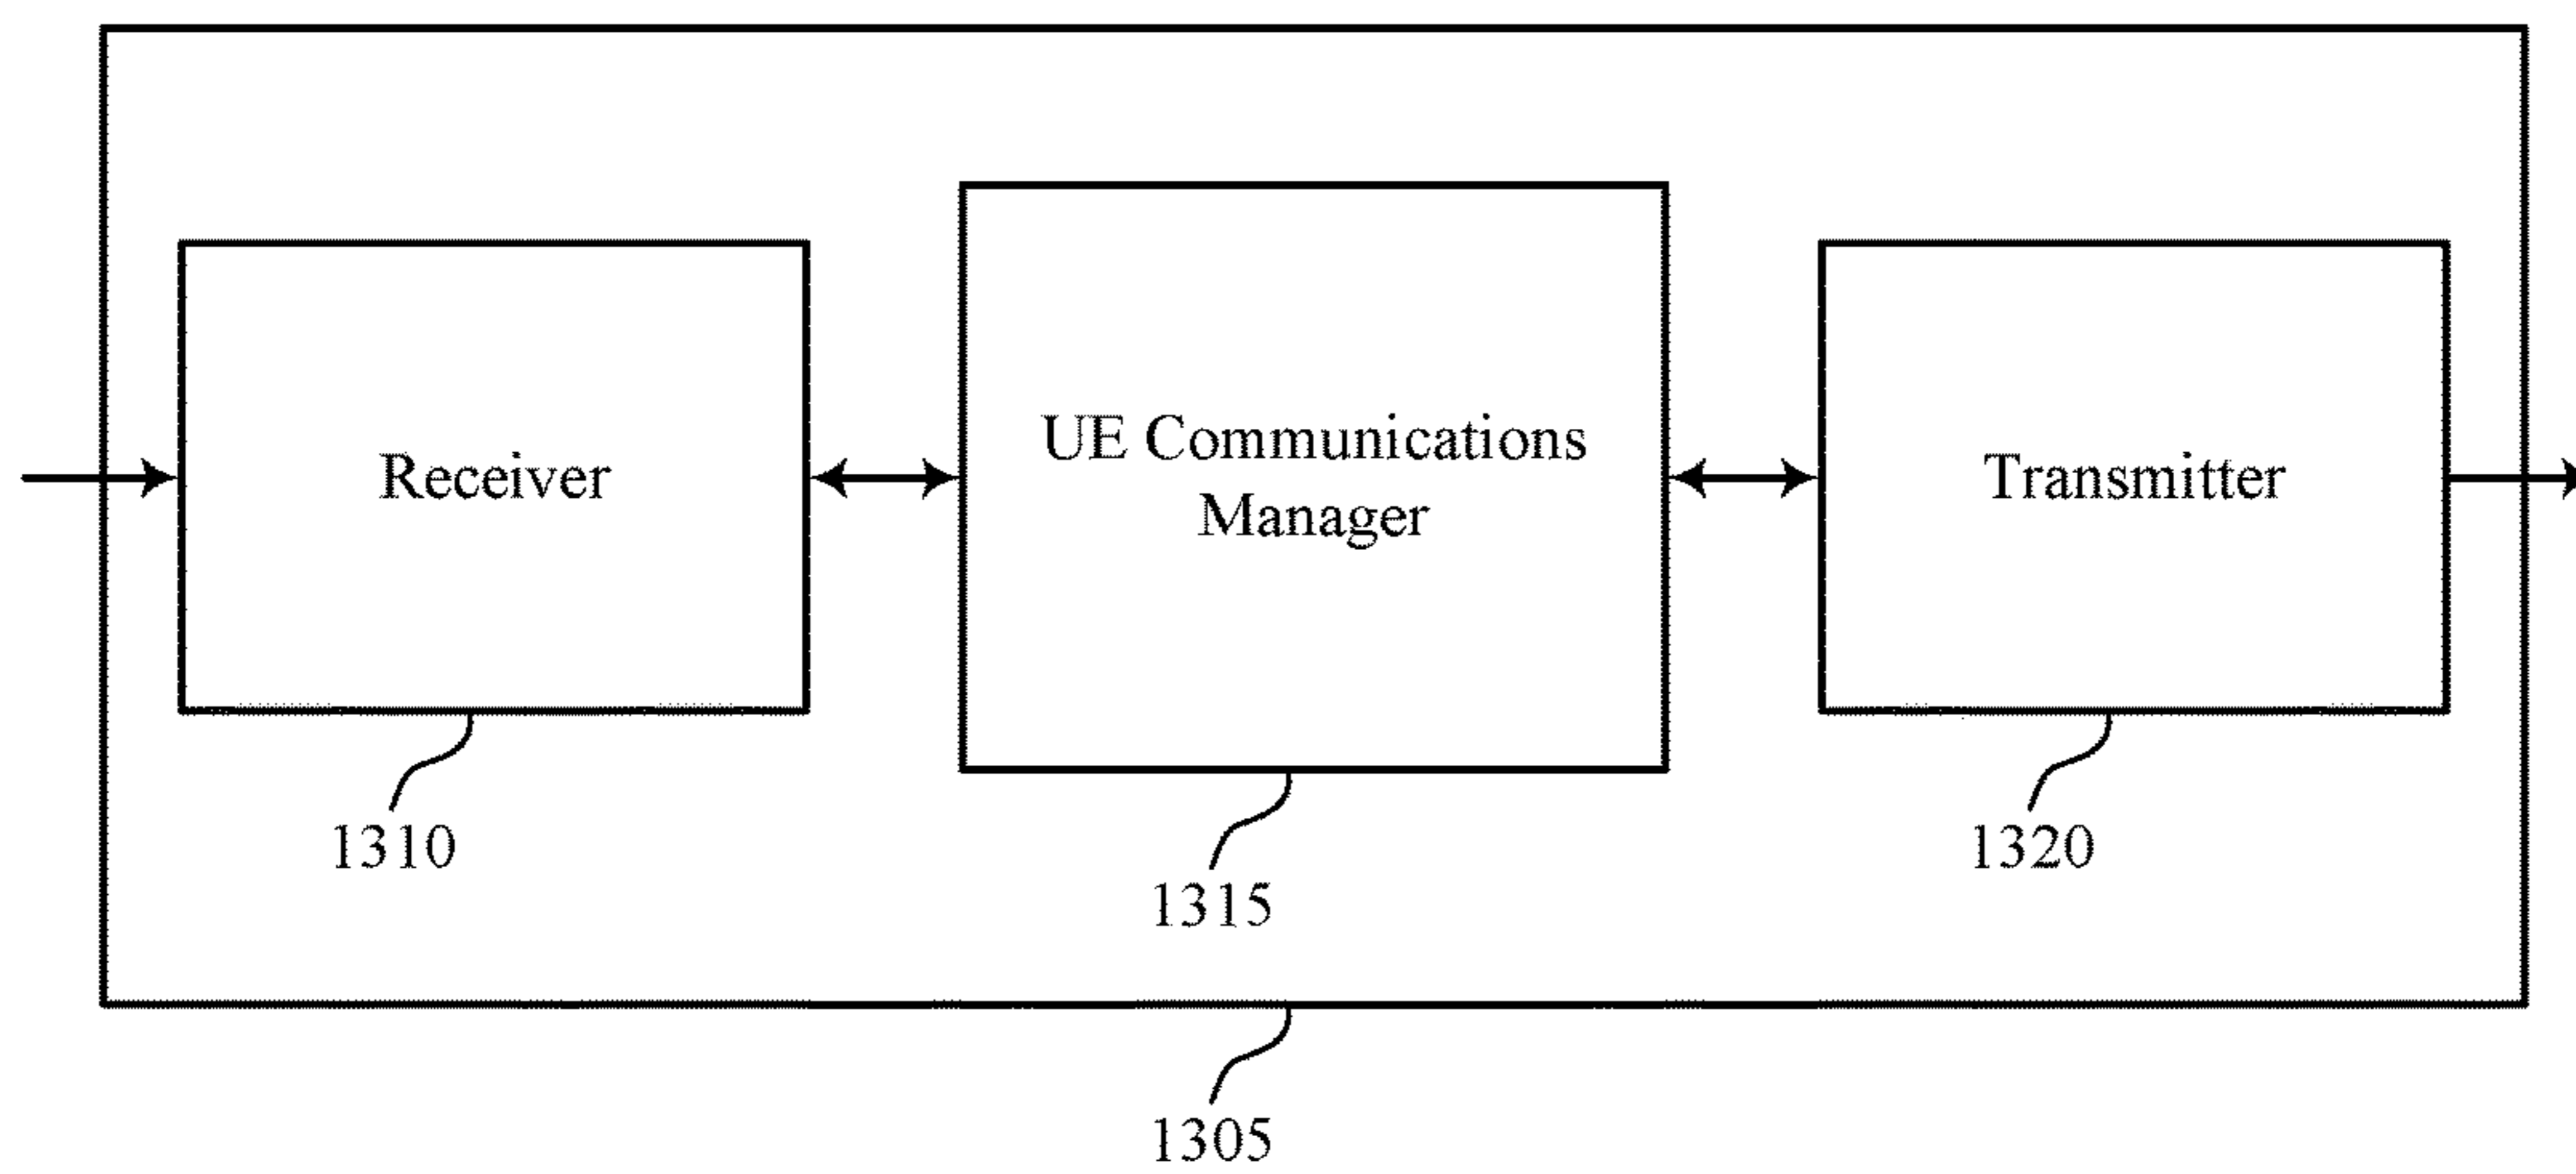 Receiver
UE Communications
Manager
Transmitter
1310
1315
1320
1305